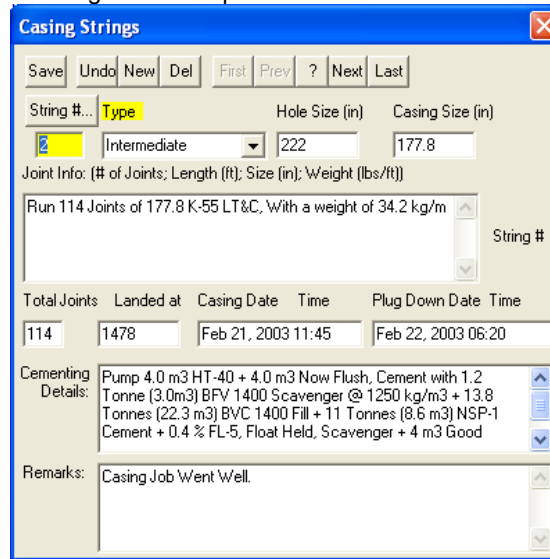 Casing Strings
Save Undo New Del First Prev ? Next Last
String #... Type Hole Size (in) Casing Size (in)
2 Intermediate 222 177.8
Joint Info: (# of Joints; Length (ft); Size (in); Weight (lbs/ft))
Run 114 Joints of 177.8 K-55 LT&C, With a weight of 34.2 kg/m
String #
Total Joints Landed at Casing Date Time Plug Down Date Time
114 1478 Feb 21, 2003 11:45 Feb 22, 2003 06:20
Cementing Details:
Pump 4.0 m3 HT-40 + 4.0 m3 Now Flush, Cement with 1.2
Tonne (3.0m3) BFV 1400 Scavenger @ 1250 kg/m3 + 13.8
Tonnes (22.3 m3) BVC 1400 Fill + 11 Tonnes (8.6 m3) NSP-1
Cement + 0.4 % FL-5, Float Held, Scavenger + 4 m3 Good
Remarks: Casing Job Went Well.